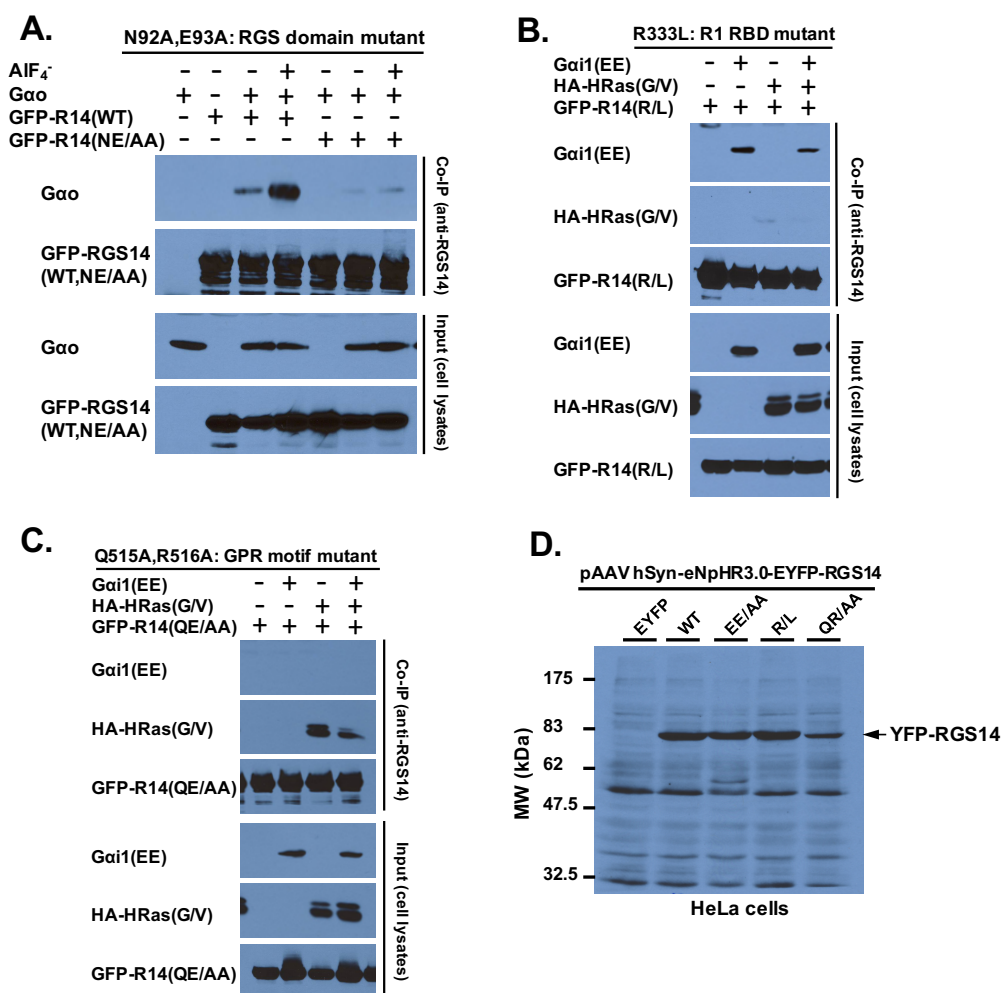 A.
N92A,E93A: RGS domain mutant
AlF4- - - - + - - +
Gαo + - + + + + +
GFP-R14(WT) - + + + - - -
GFP-R14(NE/AA) - - - - + + +
Gαo
GFP-RGS14
(WT,NE/AA)
Co-IP (anti-RGS14)
Gαo
GFP-RGS14
(WT,NE/AA)
Input (cell lysates)
B.
R333L: R1 RBD mutant
Gαi1(EE) - + - +
HA-HRas(G/V) - - + +
GFP-R14(R/L) + + + +
Gαi1(EE)
HA-HRas(G/V)
GFP-R14(R/L)
Co-IP (anti-RGS14)
Gαi1(EE)
HA-HRas(G/V)
GFP-R14(R/L)
Input (cell lysates)
C.
Q515A,R516A: GPR motif mutant
Gαi1(EE) - + - +
HA-HRas(G/V) - - + +
GFP-R14(QE/AA) + + + +
Gαi1(EE)
HA-HRas(G/V)
GFP-R14(QE/AA)
Co-IP (anti-RGS14)
Gαi1(EE)
HA-HRas(G/V)
GFP-R14(QE/AA)
Input (cell lysates)
D.
pAAV hSyn-eNpHR3.0-EYFP-RGS14
EYFP WT EE/AA R/L QR/AA
MW (kDa)
175
83
62
47.5
32.5
YFP-RGS14
HeLa cells